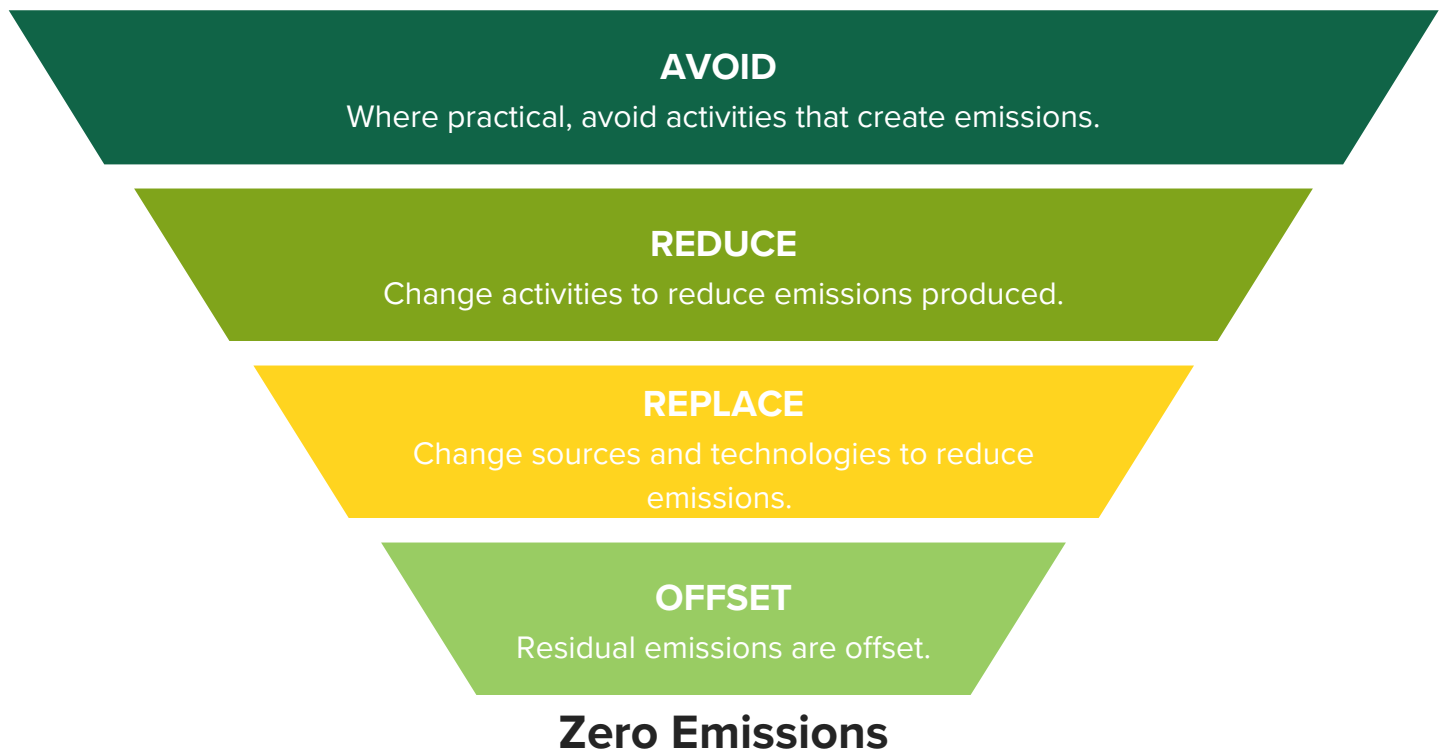 AVOID
Where practical, avoid activities that create emissions.
REDUCE
Change activities to reduce emissions produced.
REPLACE
Change sources and technologies to reduce
emissions.
OFFSET
Residual emissions are offset.
Zero Emissions